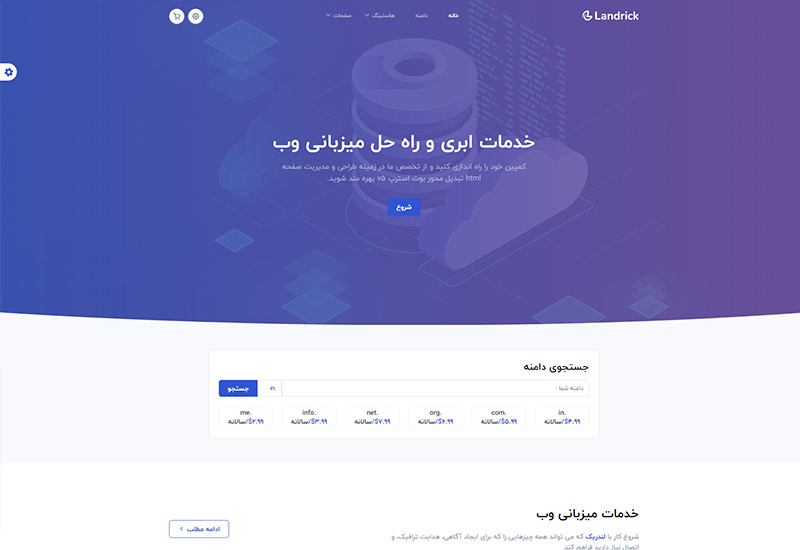 Landrick
خانه
دامنه
هاستینگ
صفحات
خدمات ابری و راه حل میزبانی وب
کمپین خود را راه اندازی کنید و از تخصص ما در زمینه طراحی و مدیریت صفحه
html تبدیل محور بوت استرپ v۵ بهره مند شوید.
شروع
جستجوی دامنه
دامنه شما :
in.
جستجو
in.
$۴.۹۹/سالانه
com.
$۵.۹۹/سالانه
org.
$۶.۹۹/سالانه
net.
$۷.۹۹/سالانه
info.
$۳.۹۹/سالانه
me.
$۲.۹۹/سالانه
خدمات میزبانی وب
شروع کار با لندریک که می تواند همه چیزهایی را که برای ایجاد آگاهی، هدایت ترافیک، و
اتصال نیاز دارید فراهم کند.
ادامه مطلب